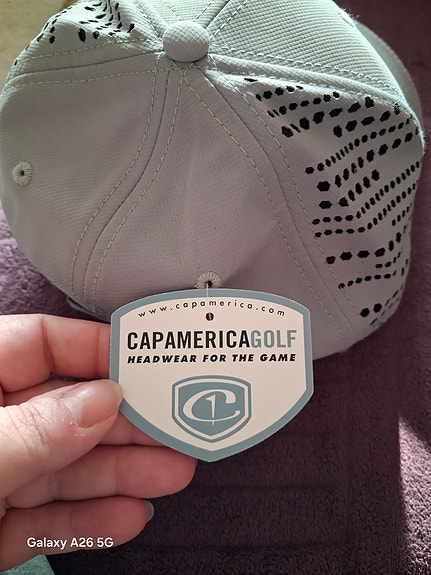 www.capamerica.com
CAPAMERICAGOLF
HEADWEAR FOR THE GAME
C
Galaxy A26 5G